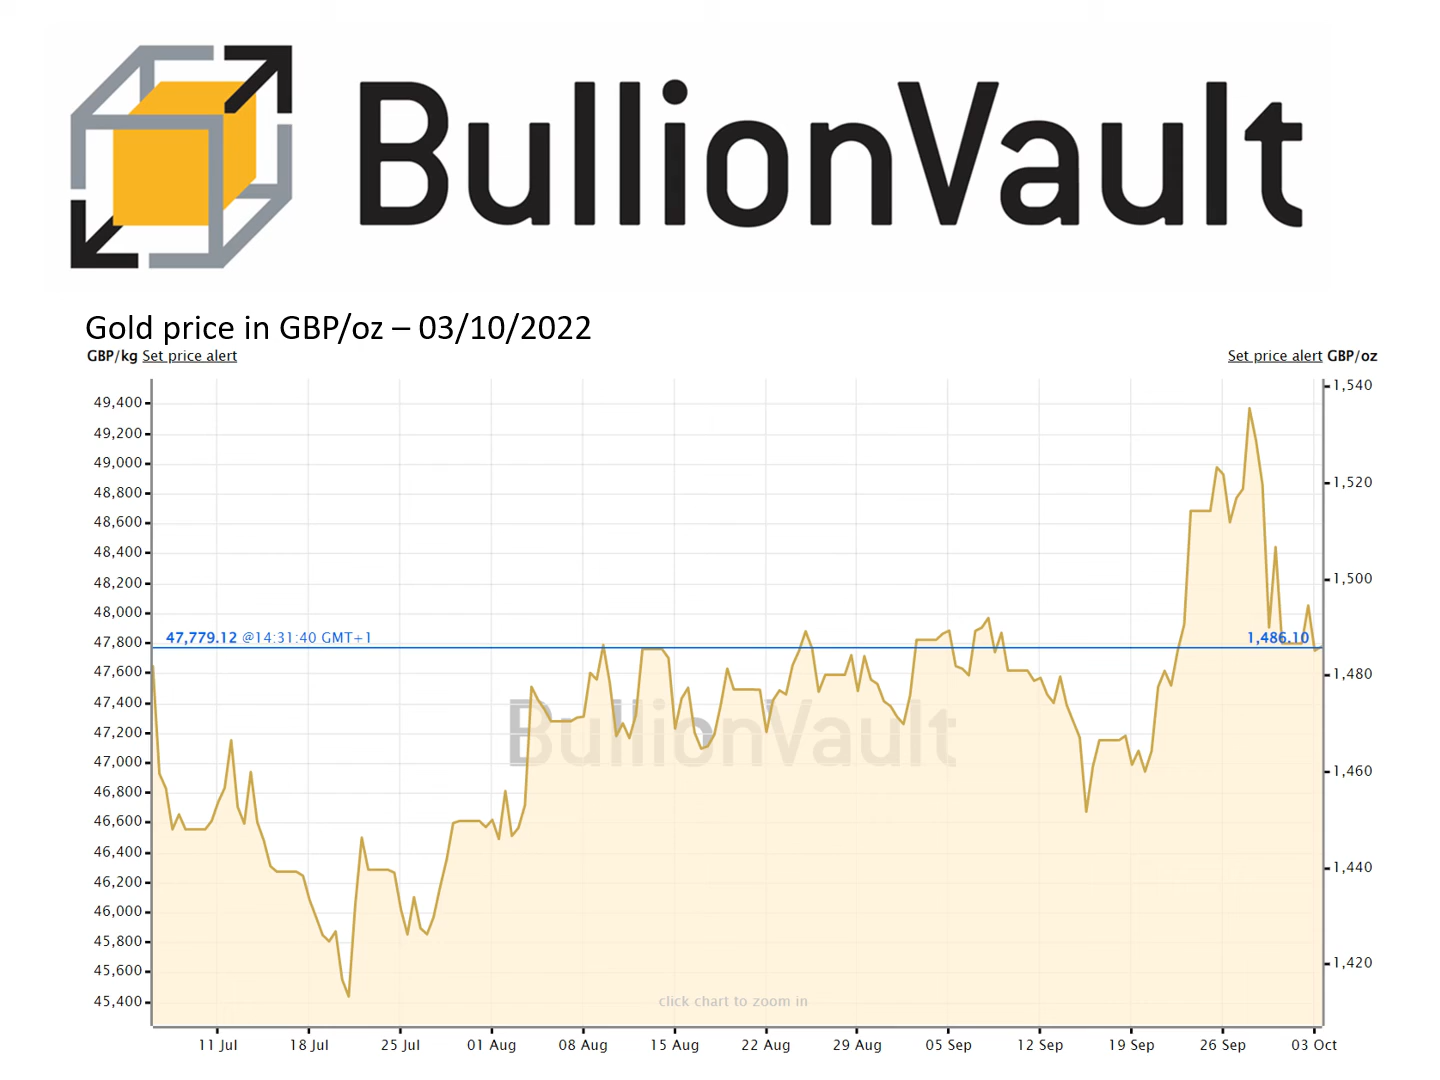 BullionVault
Gold price in GBP/oz – 03/10/2022
GBP/kg Set price alert
Set price alert GBP/oz
49,400
49,200
49,000
48,800
48,600
48,400
48,200
48,000
47,800
47,600
47,400
47,200
47,000
46,800
46,600
46,400
46,200
46,000
45,800
45,600
45,400
1,540
1,520
1,500
1,480
1,460
1,440
1,420
47,779.12 @14:31:40 GMT+1
1,486.10
BullionVault
click chart to zoom in
11 Jul
18 Jul
25 Jul
01 Aug
08 Aug
15 Aug
22 Aug
29 Aug
05 Sep
12 Sep
19 Sep
26 Sep
03 Oct